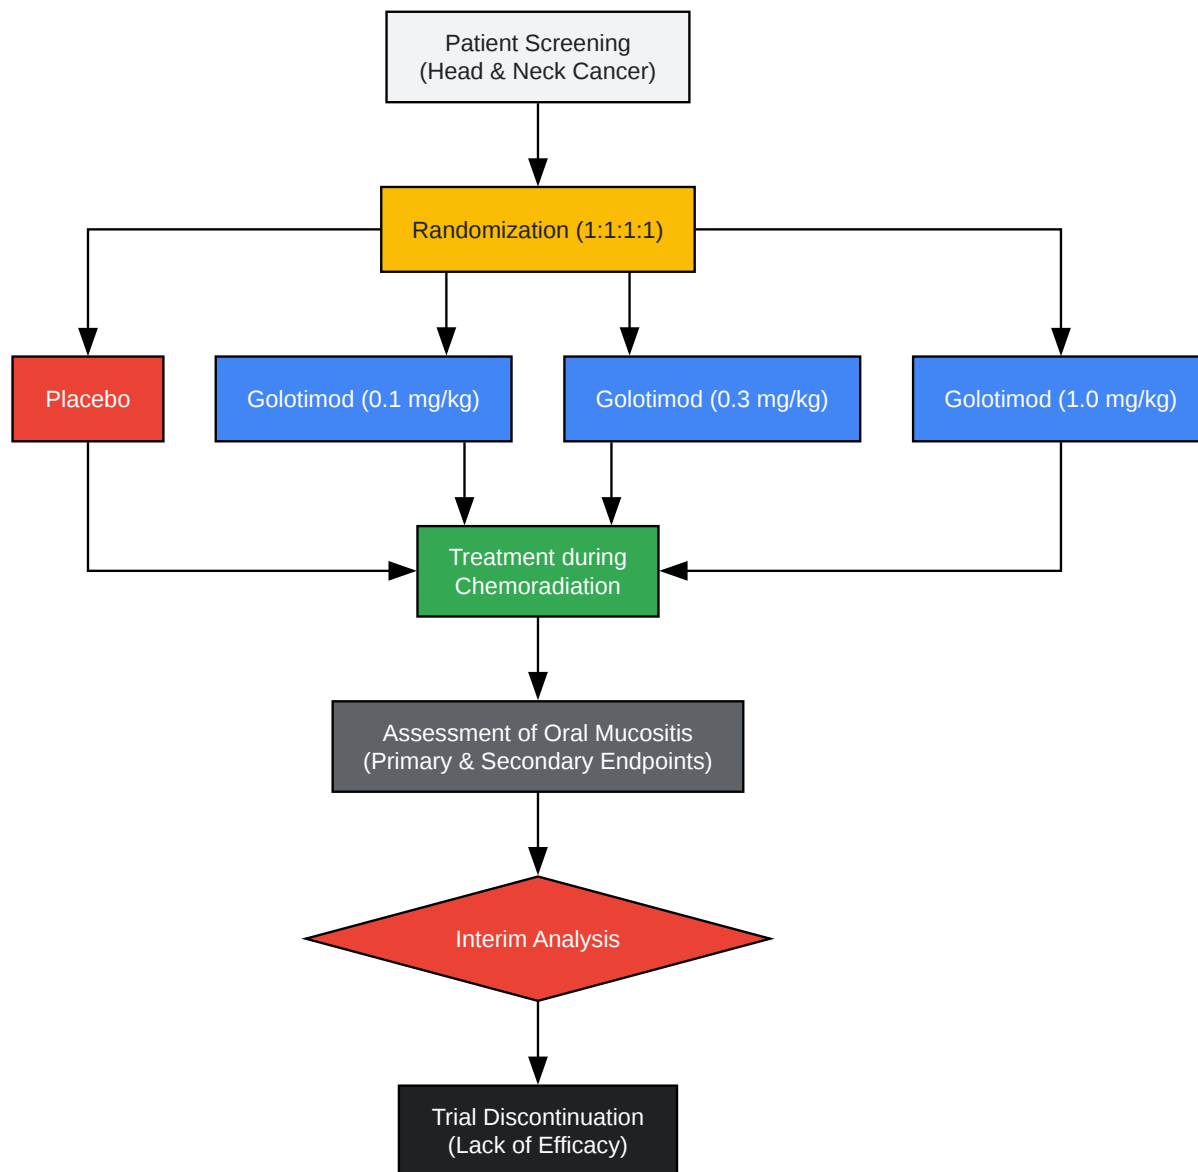 Patient Screening
(Head & Neck Cancer)
Randomization (1:1:1:1)
Placebo
Golotimod (0.1 mg/kg)
Golotimod (0.3 mg/kg)
Golotimod (1.0 mg/kg)
Treatment during
Chemoradiation
Assessment of Oral Mucositis
(Primary & Secondary Endpoints)
Interim Analysis
Trial Discontinuation
(Lack of Efficacy)